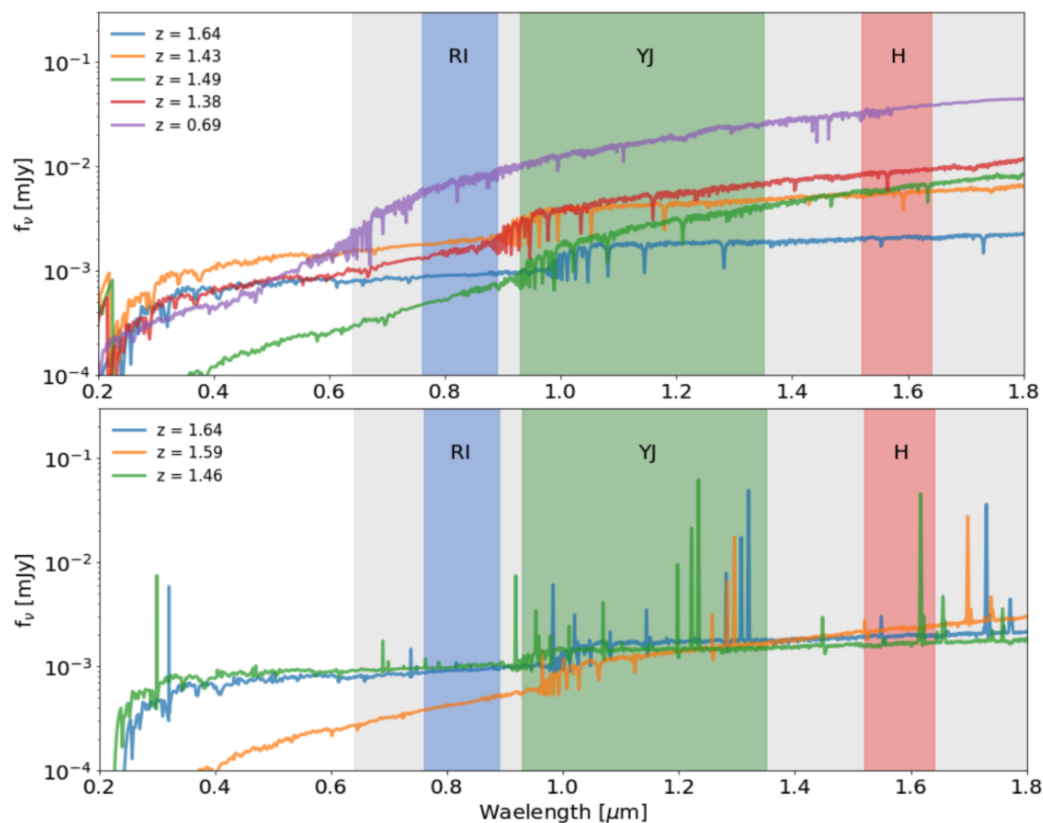 RI
YJ
H
z = 1.64
z = 1.43
z = 1.49
z = 1.38
z = 0.69
10⁻¹
10⁻²
10⁻³
10⁻⁴
fν [mJy]
0.2 0.4 0.6 0.8 1.0 1.2 1.4 1.6 1.8
RI
YJ
H
z = 1.64
z = 1.59
z = 1.46
10⁻¹
10⁻²
10⁻³
10⁻⁴
fν [mJy]
0.2 0.4 0.6 0.8 1.0 1.2 1.4 1.6 1.8
Waelength [μm]